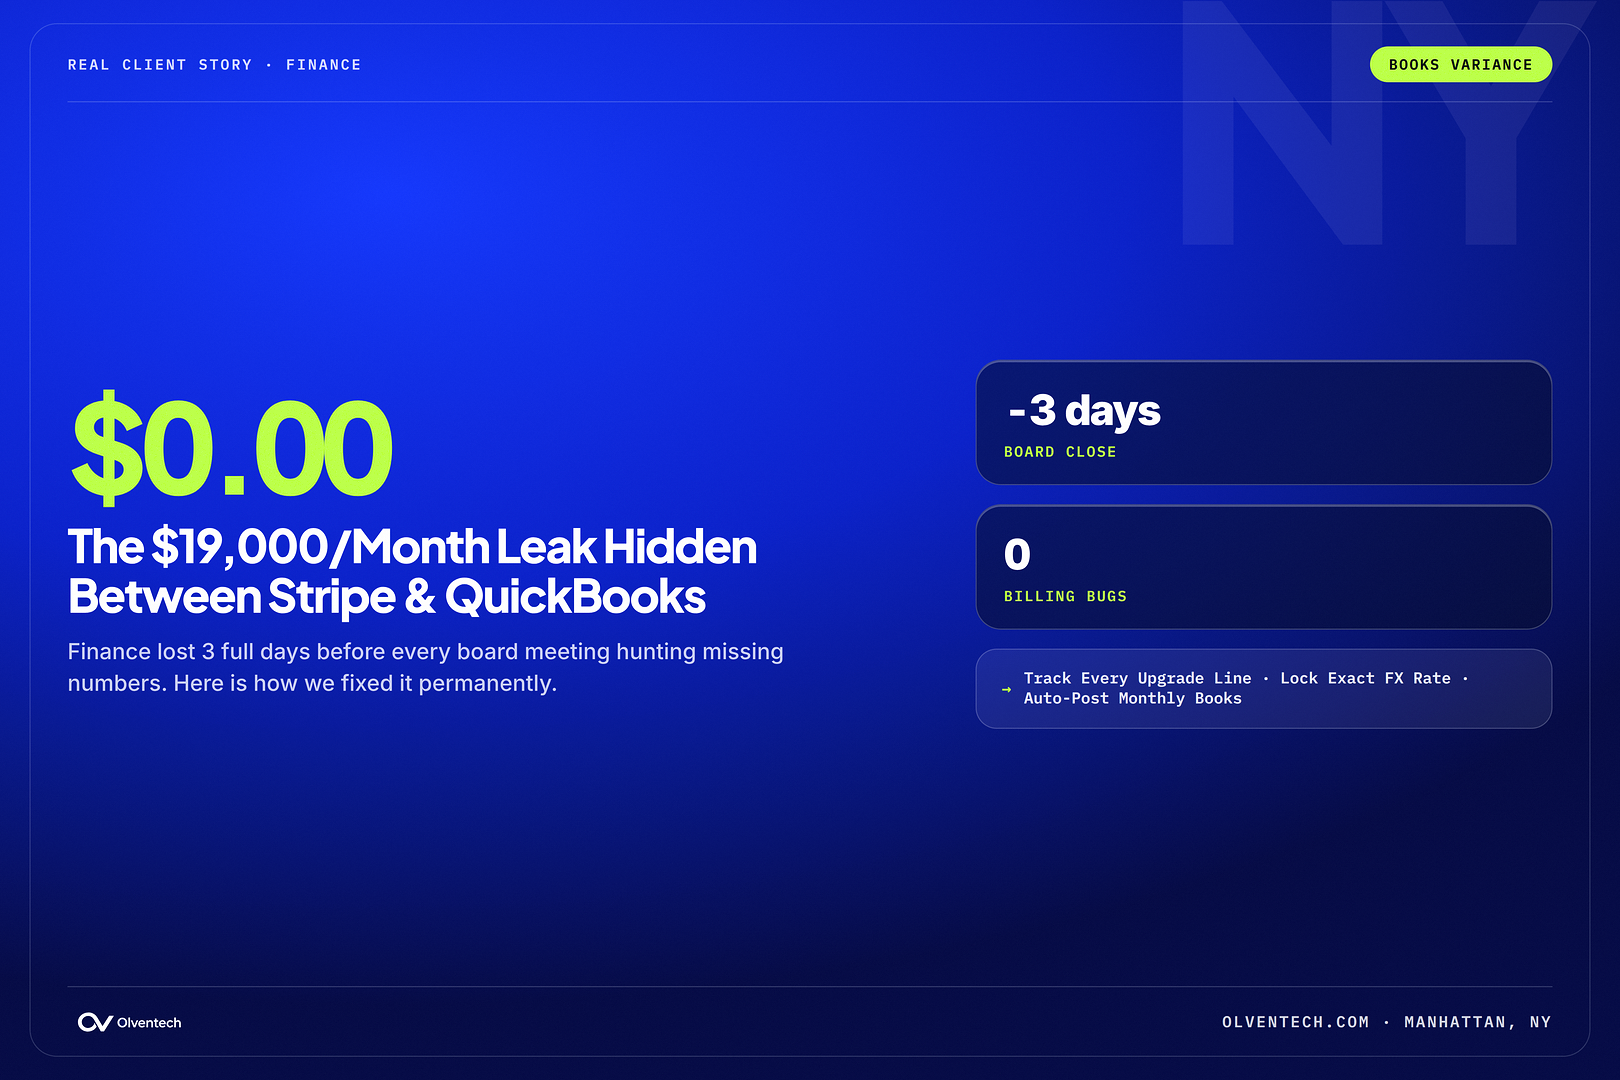 REAL CLIENT STORY · FINANCE
BOOKS VARIANCE
NY
$0.00
The $19,000/Month Leak Hidden
Between Stripe & QuickBooks
Finance lost 3 full days before every board meeting hunting missing
numbers. Here is how we fixed it permanently.
-3 days
BOARD CLOSE
0
BILLING BUGS
→ Track Every Upgrade Line · Lock Exact FX Rate ·
Auto-Post Monthly Books
Olventech
OLVENTECH.COM · MANHATTAN, NY